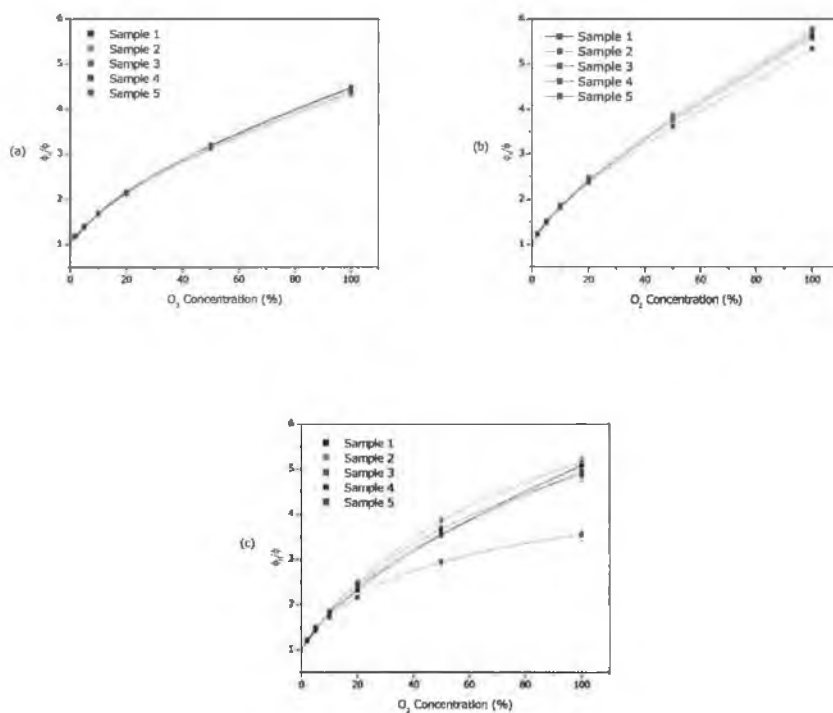 (a)
Sample 1
Sample 2
Sample 3
Sample 4
Sample 5
6
5
4
3
2
1
0 20 40 60 80 100
O₂ Concentration (%)
(b)
Sample 1
Sample 2
Sample 3
Sample 4
Sample 5
6
5
4
3
2
1
0 20 40 60 80 100
O₂ Concentration (%)
(c)
Sample 1
Sample 2
Sample 3
Sample 4
Sample 5
6
5
4
3
2
1
0 20 40 60 80 100
O₂ Concentration (%)